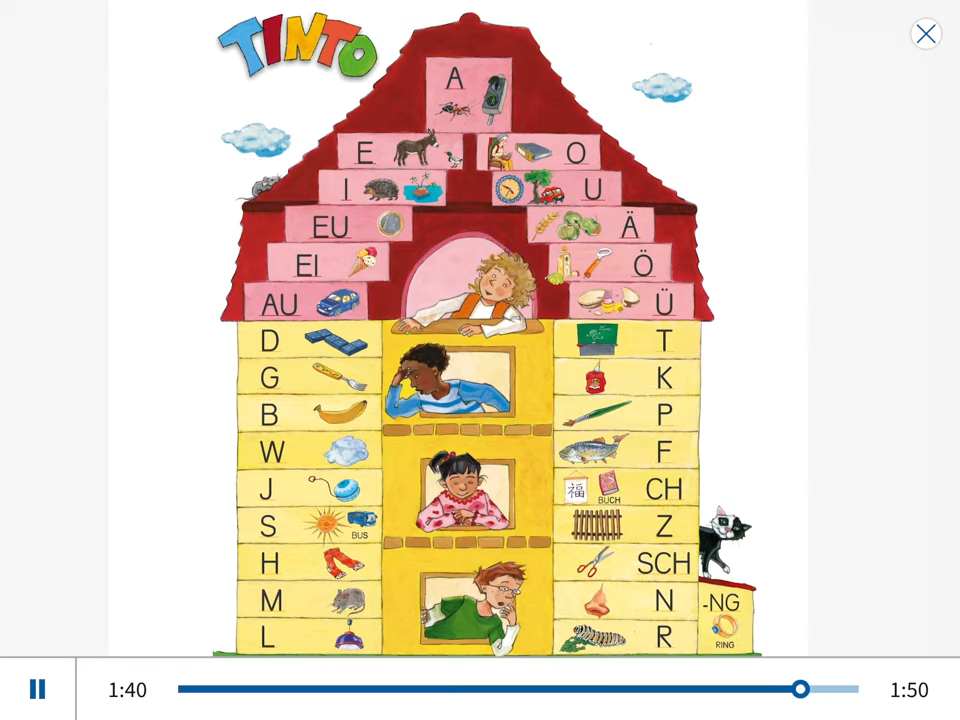 TINTO
A
E O
I U
EU Ä
EI Ö
AU Ü
D T
G K
B P
W F
J 福 BUCH CH
S BUS Z
H SCH
M N
L R
-NG
RING
1:40 1:50